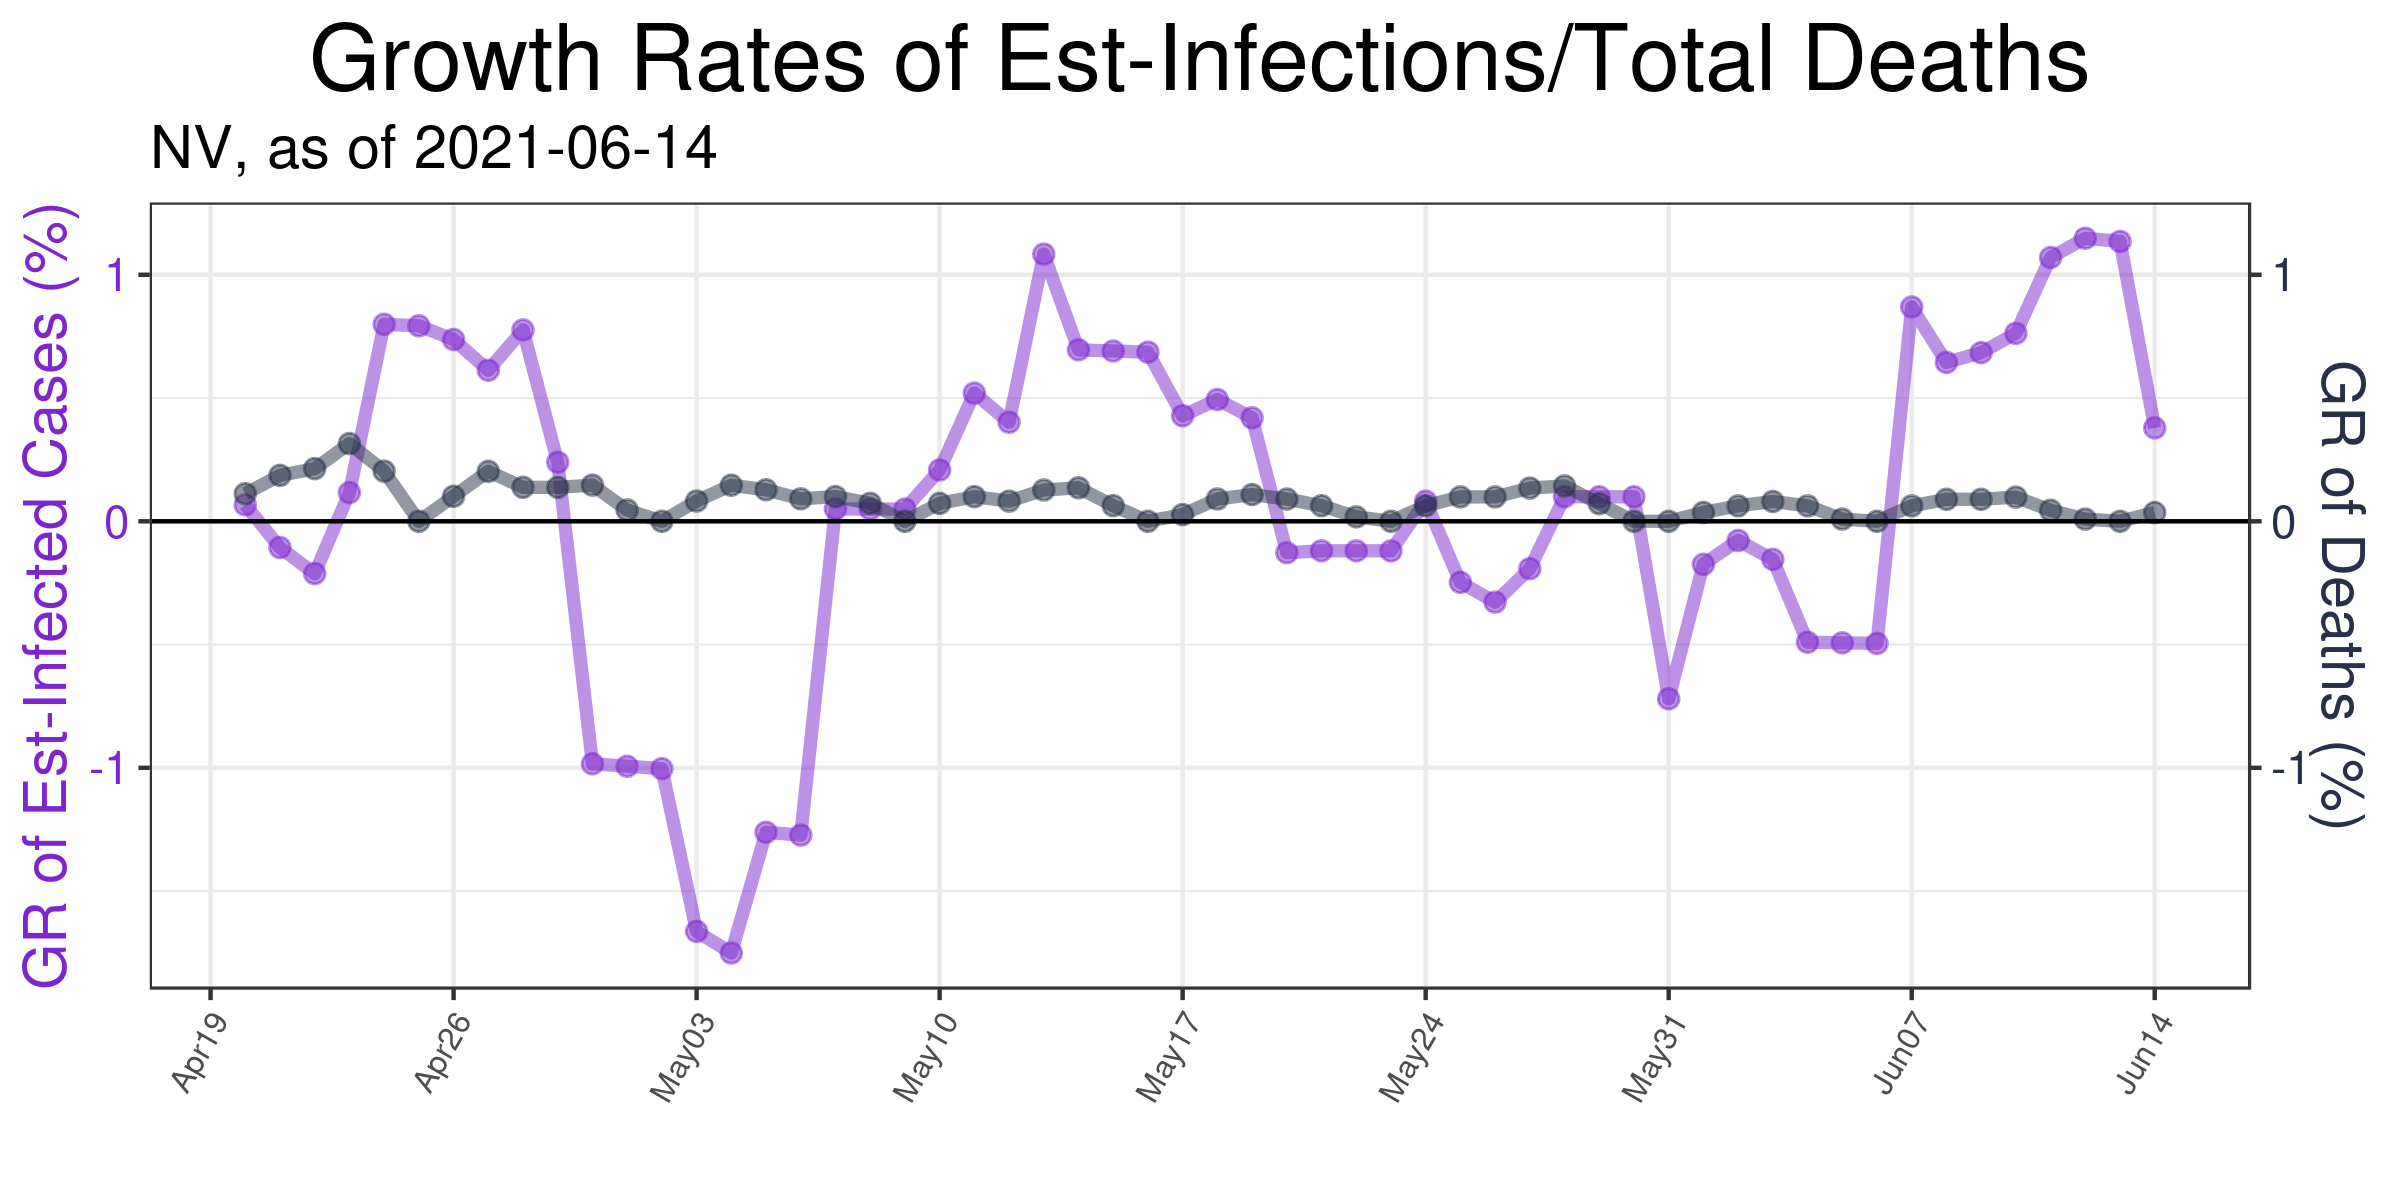 Growth Rates of Est-Infections/Total Deaths
NV, as of 2021-06-14
GR of Est-Infected Cases (%)
1
0
-1
1
0
-1
GR of Deaths (%)
Apr19
Apr26
May03
May10
May17
May24
May31
Jun07
Jun14